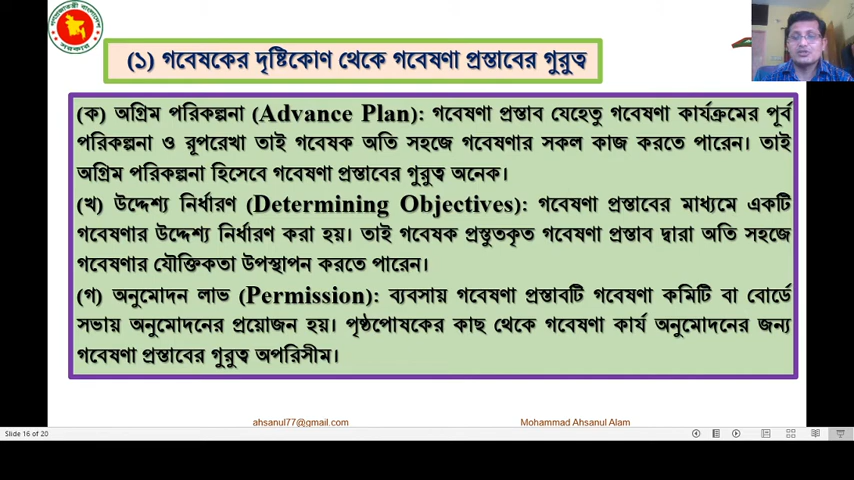 (১) গবেষকের দৃষ্টিকোণ থেকে গবেষণা প্রস্তাবের গুরুত্ব
(ক) অগ্রিম পরিকল্পনা (Advance Plan): গবেষণা প্রস্তাব যেহেতু গবেষণা কার্যক্রমের পূর্ব
পরিকল্পনা ও রূপরেখা তাই গবেষক অতি সহজে গবেষণার সকল কাজ করতে পারেন। তাই
অগ্রিম পরিকল্পনা হিসেবে গবেষণা প্রস্তাবের গুরুত্ব অনেক।
(খ) উদ্দেশ্য নির্ধারণ (Determining Objectives): গবেষণা প্রস্তাবের মাধ্যমে একটি
গবেষণার উদ্দেশ্য নির্ধারণ করা হয়। তাই গবেষক প্রস্তুতকৃত গবেষণা প্রস্তাব দ্বারা অতি সহজে
গবেষণার যৌক্তিকতা উপস্থাপন করতে পারেন।
(গ) অনুমোদন লাভ (Permission): ব্যবসায় গবেষণা প্রস্তাবটি গবেষণা কমিটি বা বোর্ডে
সভায় অনুমোদনের প্রয়োজন হয়। পৃষ্ঠপোষকের কাছ থেকে গবেষণা কার্য অনুমোদনের জন্য
গবেষণা প্রস্তাবের গুরুত্ব অপরিসীম।
ahsanul77@gmail.com
Mohammad Ahsanul Alam
Slide 16 of 20